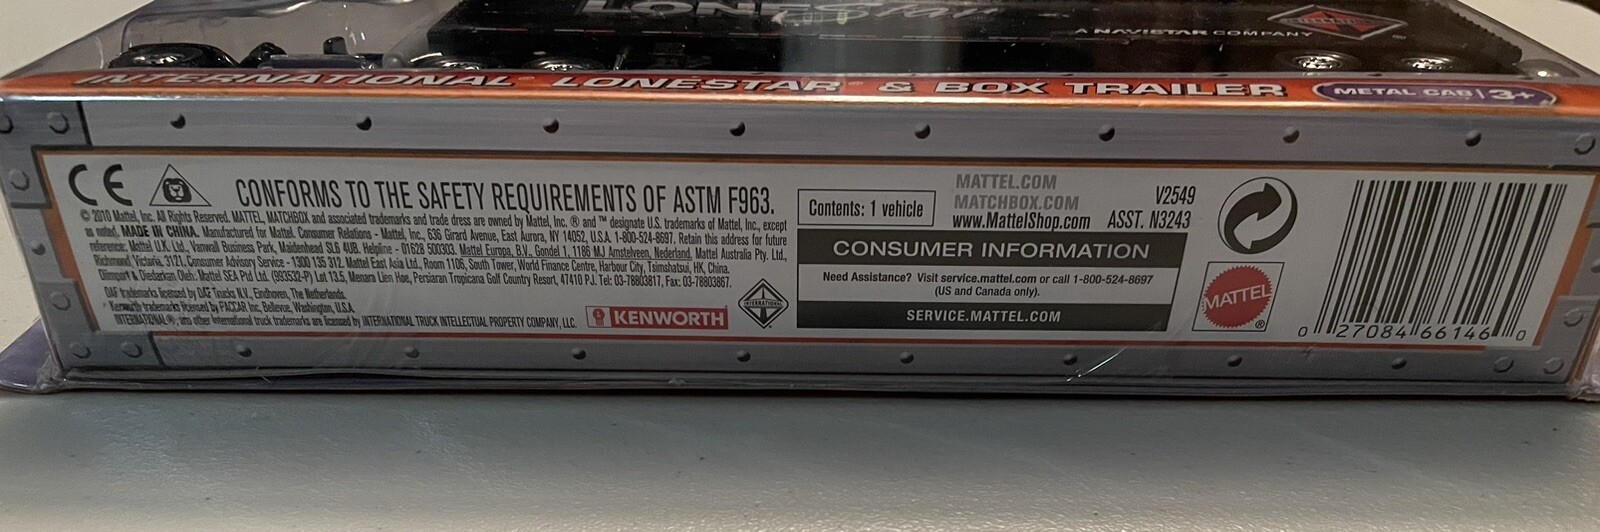 LONESTAR
A NAVISTAR COMPANY
INTERNATIONAL® LONESTAR® & BOX TRAILER
METAL CAB | 3+
CE
CONFORMS TO THE SAFETY REQUIREMENTS OF ASTM F963.
© 2010 Mattel, Inc. All Rights Reserved. MATTEL, MATCHBOX and associated trademarks and trade dress are owned by Mattel, Inc. ® and ™ designate U.S. trademarks of Mattel, Inc., except
as noted. MADE IN CHINA. Manufactured for Mattel. Consumer Relations - Mattel, Inc., 636 Girard Avenue, East Aurora, NY 14052, U.S.A. 1-800-524-8697. Retain this address for future
reference: Mattel U.K. Ltd., Vanwall Business Park, Maidenhead SL6 4UB. Helpline - 01628 500303. Mattel Europa, B.V., Gondel 1, 1186 MJ Amstelveen, Nederland. Mattel Australia Pty. Ltd.,
Richmond, Victoria. 3121. Consumer Advisory Service - 1300 135 312. Mattel East Asia Ltd., Room 1106, South Tower, World Finance Centre, Harbour City, Tsimshatsui, HK, China.
Diimport & Diedarkan Oleh: Mattel SEA Ptd Ltd. (993532-P) Lot 13.5, Menara Lien Hoe, Persiaran Tropicana Golf Country Resort, 47410 PJ. Tel: 03-78803817, Fax: 03-78803867.
DAF trademarks licensed by DAF Trucks N.V., Eindhoven, The Netherlands.
Kenworth trademarks licensed by PACCAR Inc, Bellevue, Washington, U.S.A.
INTERNATIONAL®, and other International truck trademarks are licensed by INTERNATIONAL TRUCK INTELLECTUAL PROPERTY COMPANY, LLC.
KENWORTH
INTERNATIONAL
Contents: 1 vehicle
MATTEL.COM
MATCHBOX.COM
www.MattelShop.com
V2549
ASST. N3243
CONSUMER INFORMATION
Need Assistance? Visit service.mattel.com or call 1-800-524-8697
(US and Canada only).
SERVICE.MATTEL.COM
MATTEL
®
0 27084 66146 0